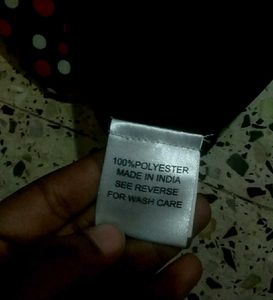 100%POLYESTER
MADE IN INDIA
SEE REVERSE
FOR WASH CARE